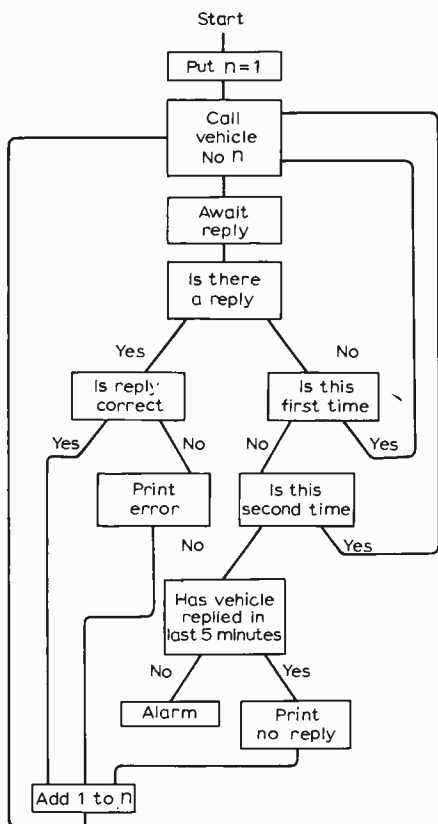 Start
Put n=1
Call
vehicle
No n
Await
reply
Is there
a reply
Yes
No
Is reply
correct
Is this
first time
Yes
No
No
Yes
Print
error
Is this
second time
No
Yes
Has vehicle
replied in
last 5 minutes
No
Yes
Alarm
Print
no reply
Add 1 to n